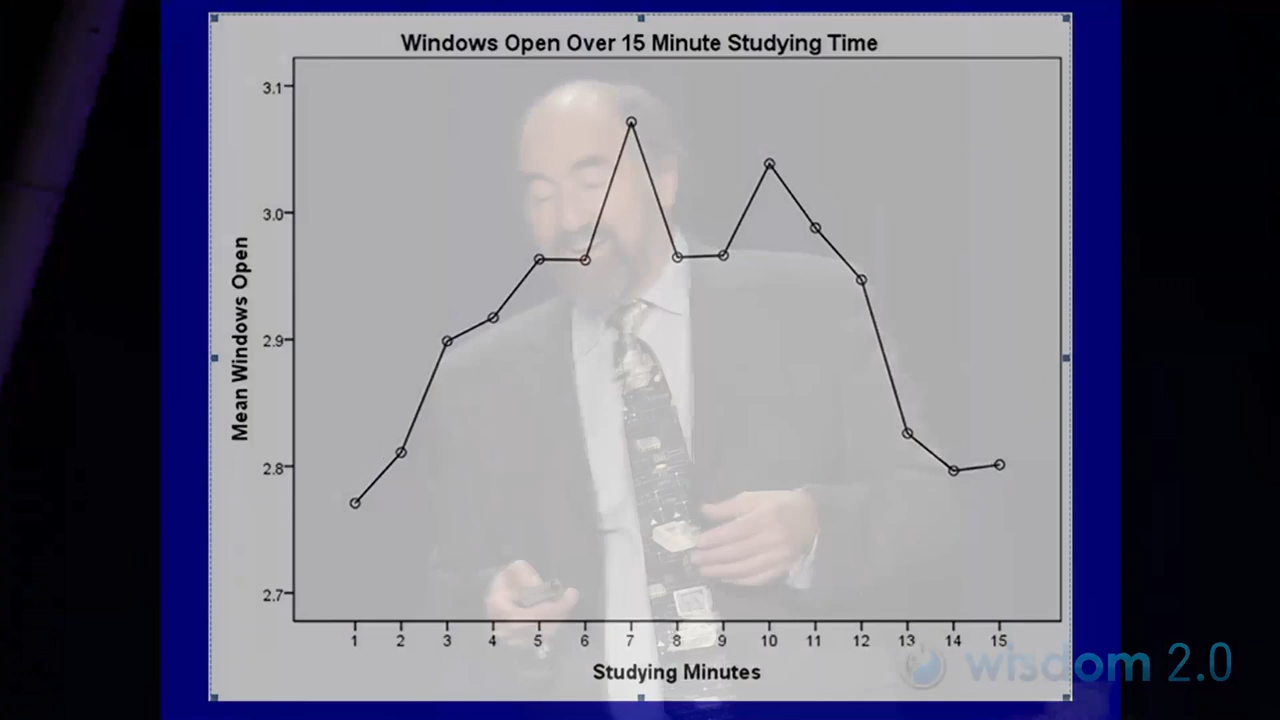 Windows Open Over 15 Minute Studying Time
3.1
3.0
2.9
2.8
2.7
Mean Windows Open
1 2 3 4 5 6 7 8 9 10 11 12 13 14 15
Studying Minutes
wisdom 2.0